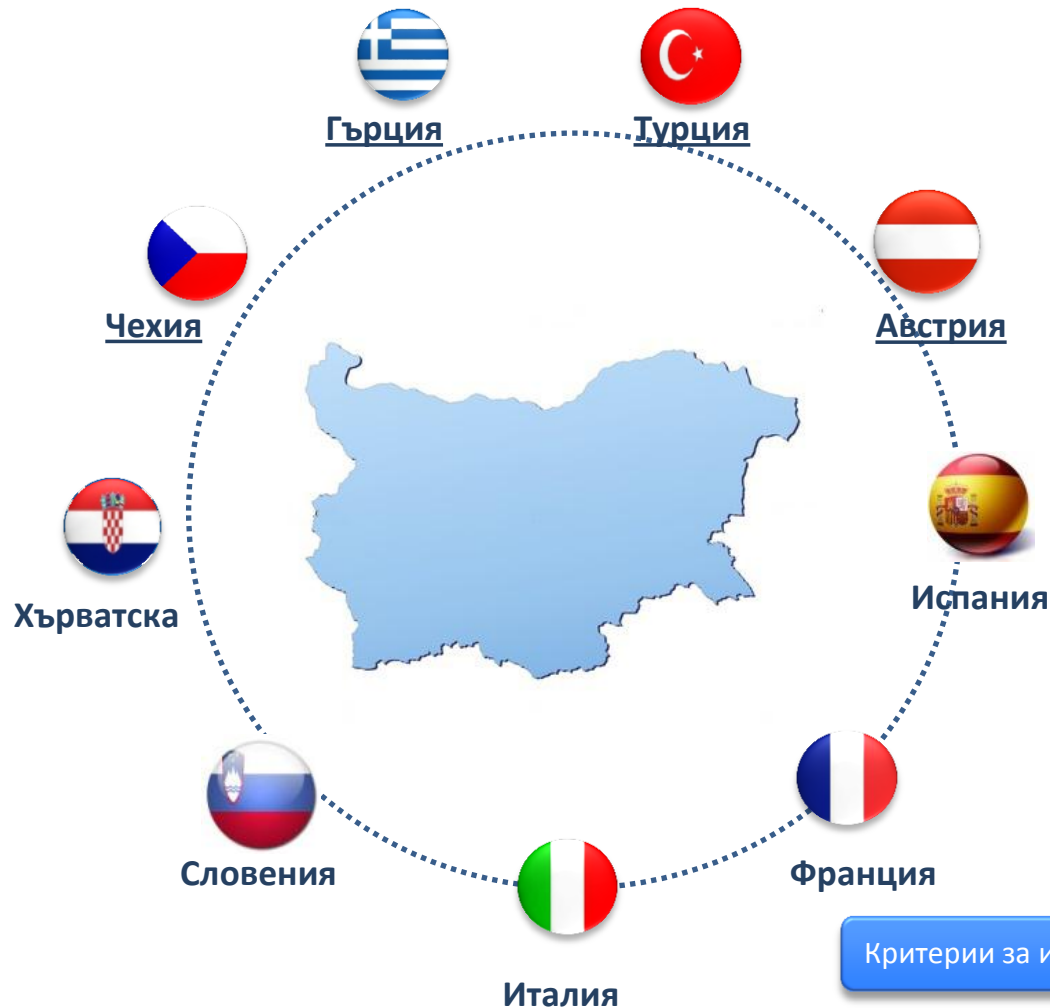 Гърция
Турция
Чехия
Австрия
Хърватска
Испания
Словения
Франция
Италия
Критерии за